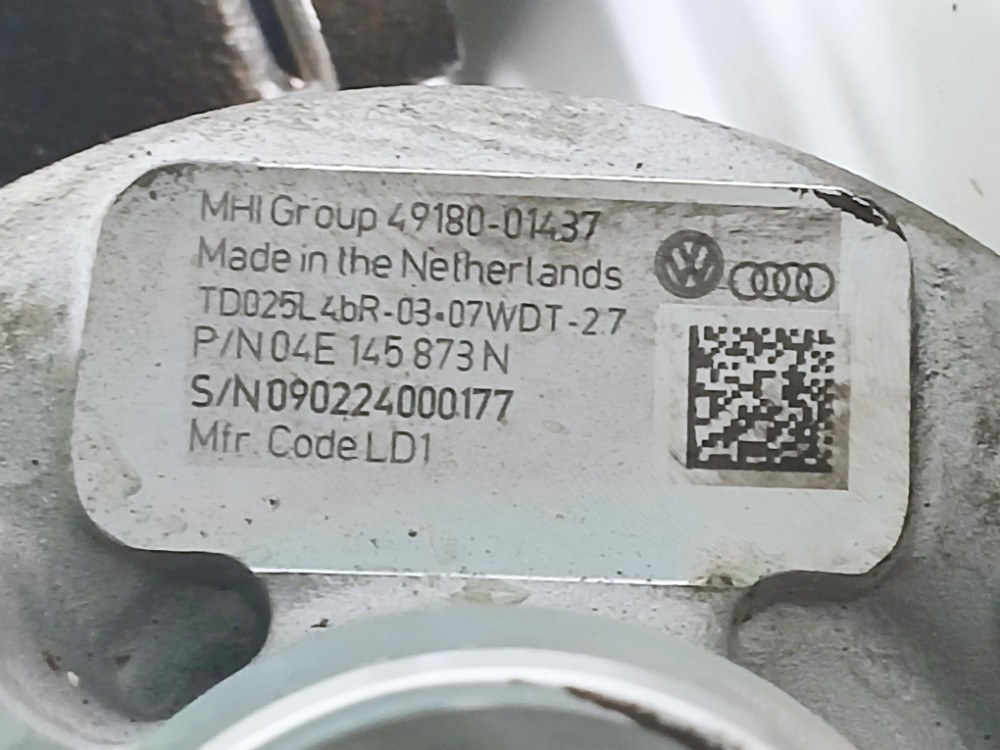 MHI Group 49180-01437
Made in the Netherlands
TD025L4bR-03•07WDT-2.7
P/N 04E 145 873 N
S/N 090224000177
Mfr. Code LD1